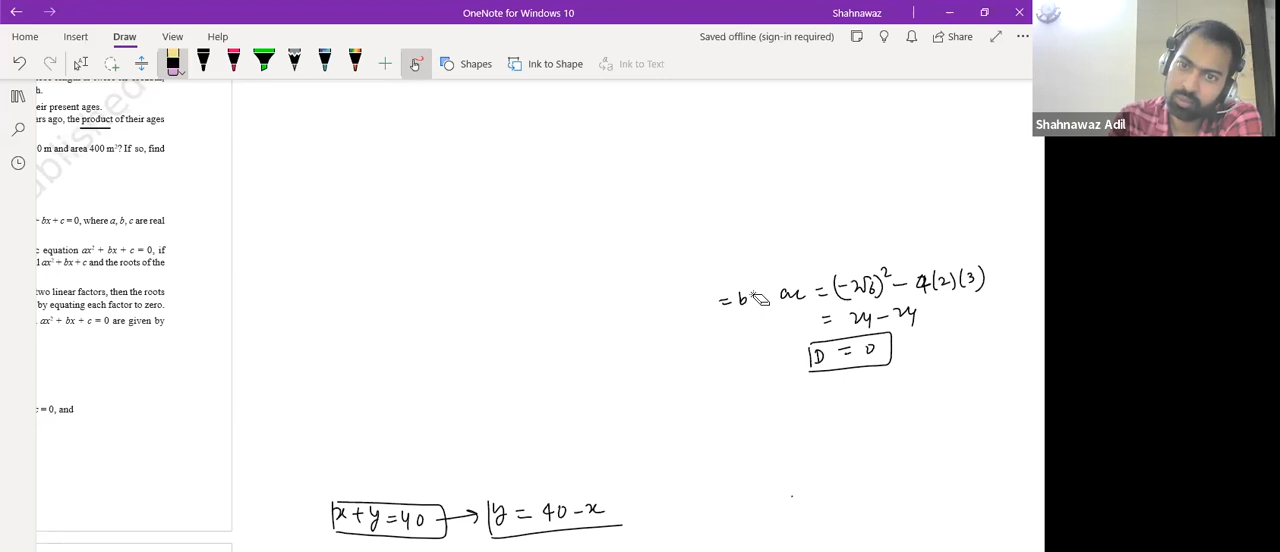 OneNote for Windows 10
Shahnawaz
Home Insert Draw View Help
Saved offline (sign-in required)
Share
Shapes
Ink to Shape
Ink to Text
Shahnawaz Adil
h.
eir present ages.
ago, the product of their ages
0 m and area 400 m²? If so, find
bx + c = 0, where a, b, c are real
equation ax² + bx + c = 0, if
ax² + bx + c and the roots of the
two linear factors, then the roots
by equating each factor to zero.
ax² + bx + c = 0 are given by
= 0, and
= b ac = (-2√6)² - 4(2)(3)
= 24 - 24
D = 0
x + y = 40 → y = 40 - x